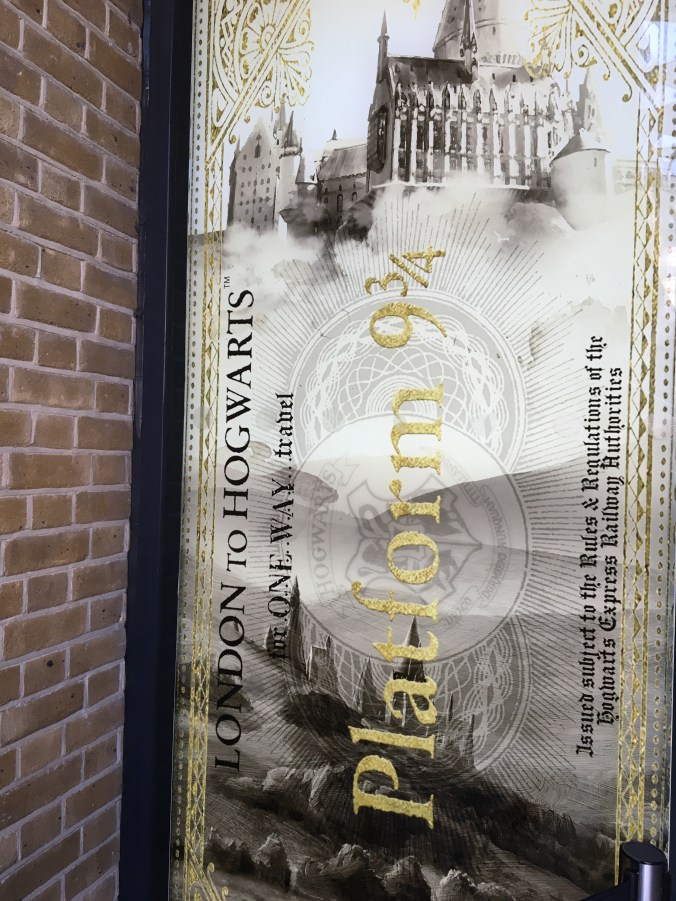 LONDON TO HOGWARTS™
for ONE WAY...travel
Platform 9¾
HOGWARTS
Issued subject to the Rules & Regulations of the
Hogwarts Express Railway Authorities